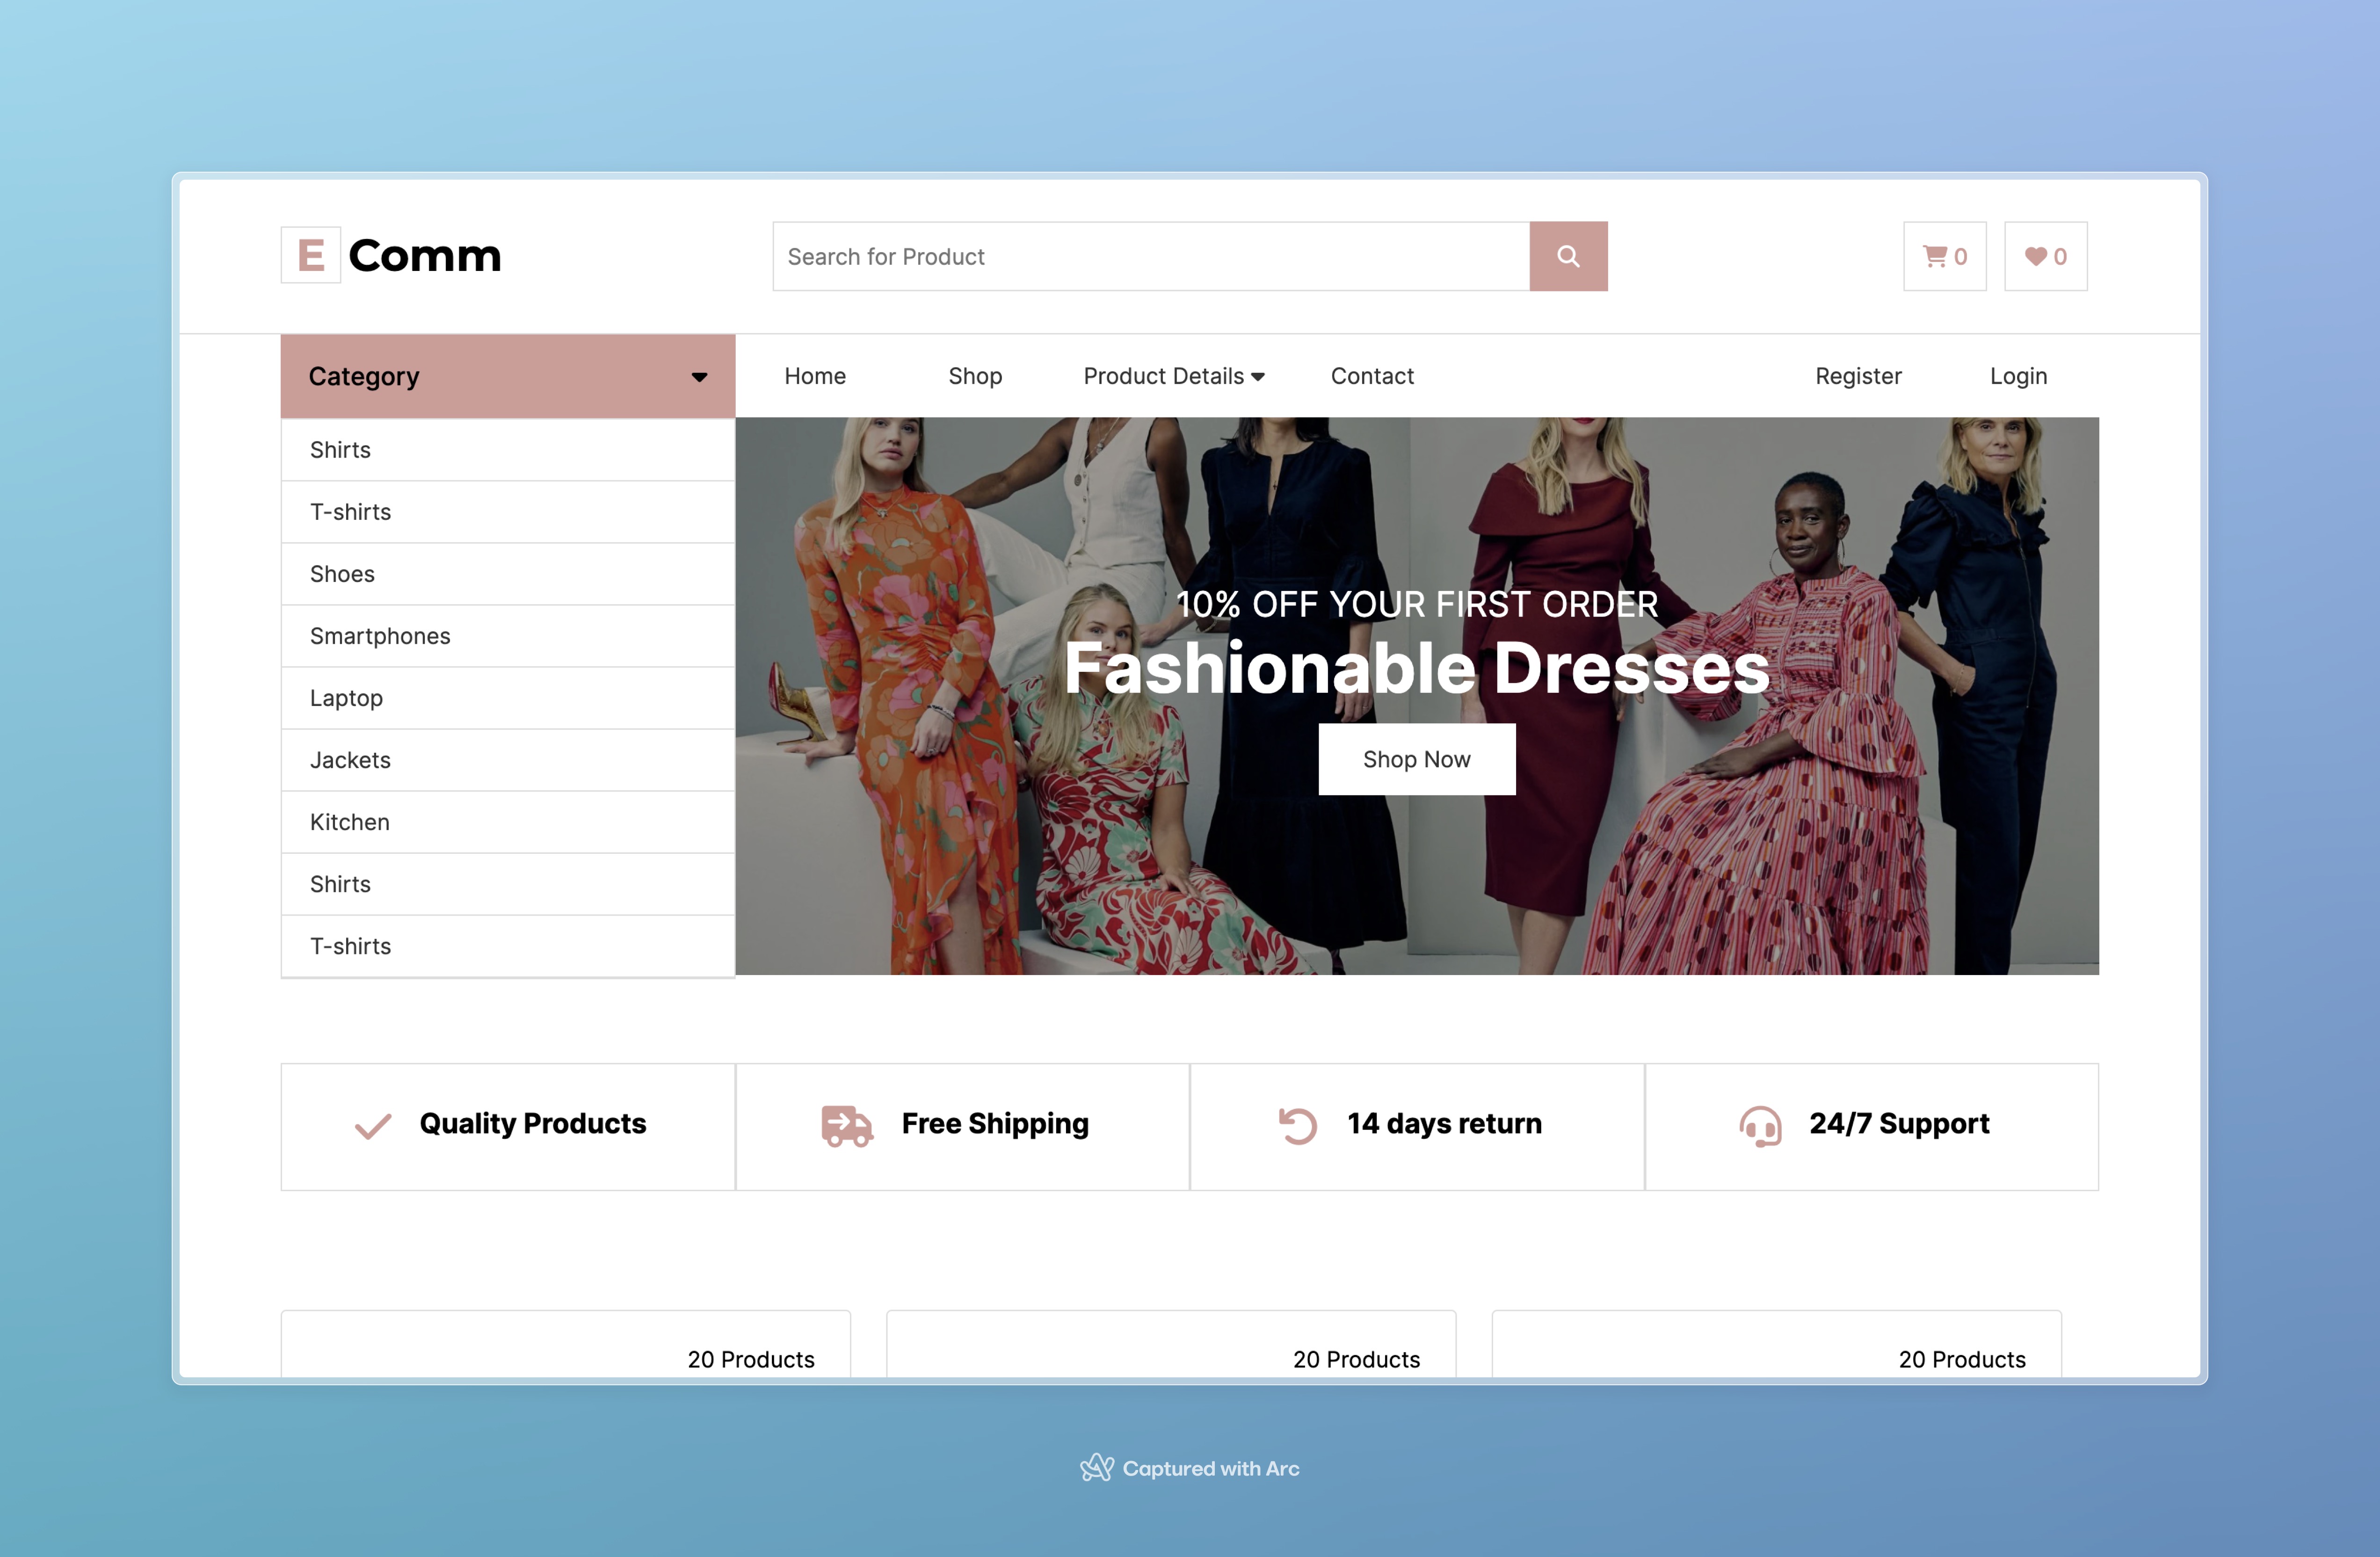 E Comm
Search for Product
0
0
Category
Home
Shop
Product Details
Contact
Register
Login
Shirts
T-shirts
Shoes
Smartphones
Laptop
Jackets
Kitchen
Shirts
T-shirts
10% OFF YOUR FIRST ORDER
Fashionable Dresses
Shop Now
Quality Products
Free Shipping
14 days return
24/7 Support
20 Products
20 Products
20 Products
Captured with Arc